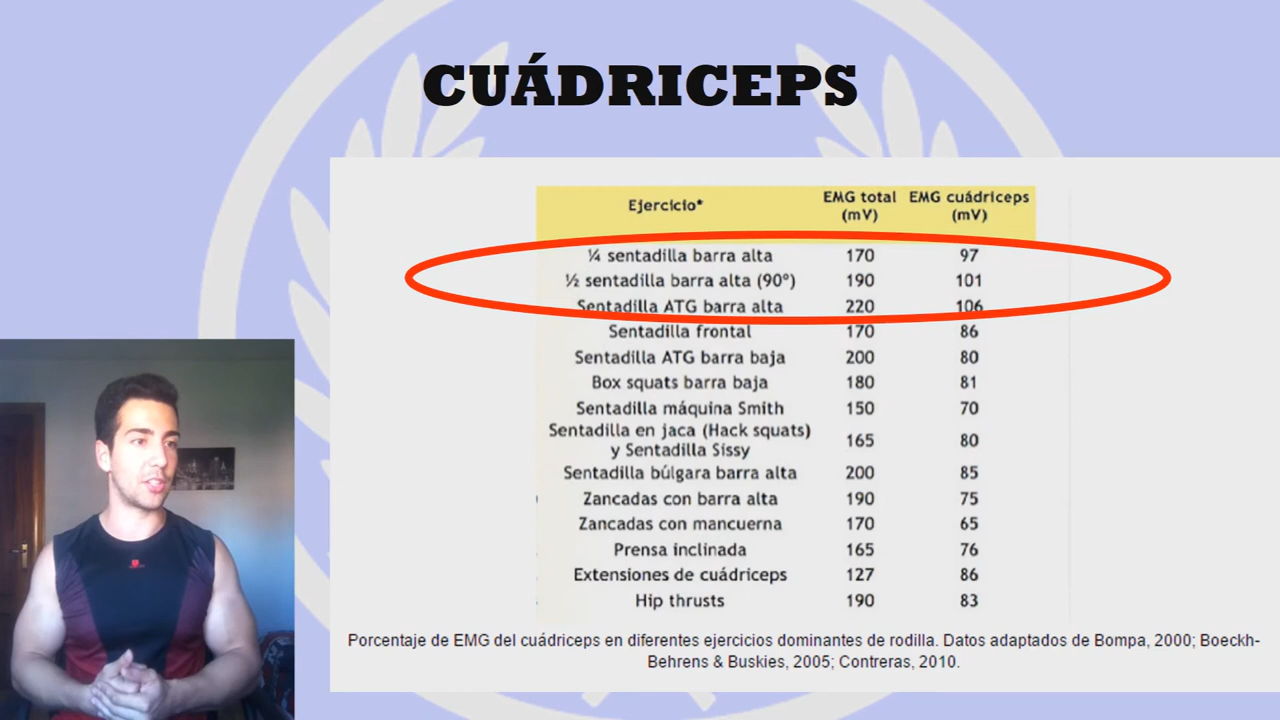 CUÁDRICEPS
Ejercicio* EMG total (mV) EMG cuádriceps (mV)
¼ sentadilla barra alta 170 97
½ sentadilla barra alta (90º) 190 101
Sentadilla ATG barra alta 220 106
Sentadilla frontal 170 86
Sentadilla ATG barra baja 200 80
Box squats barra baja 180 81
Sentadilla máquina Smith 150 70
Sentadilla en jaca (Hack squats)
y Sentadilla Sissy 165 80
Sentadilla búlgara barra alta 200 85
Zancadas con barra alta 190 75
Zancadas con mancuerna 170 65
Prensa inclinada 165 76
Extensiones de cuádriceps 127 86
Hip thrusts 190 83
Porcentaje de EMG del cuádriceps en diferentes ejercicios dominantes de rodilla. Datos adaptados de Bompa, 2000; Boeckh-
Behrens & Buskies, 2005; Contreras, 2010.